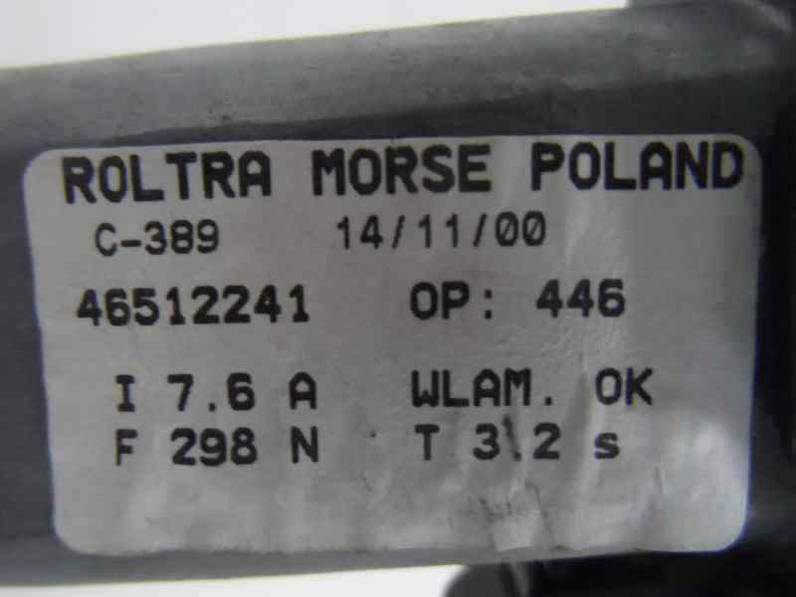 ROLTRA MORSE POLAND
C-389 14/11/00
46512241 OP: 446
I 7.6 A WLAM. OK
F 298 N T 3.2 s